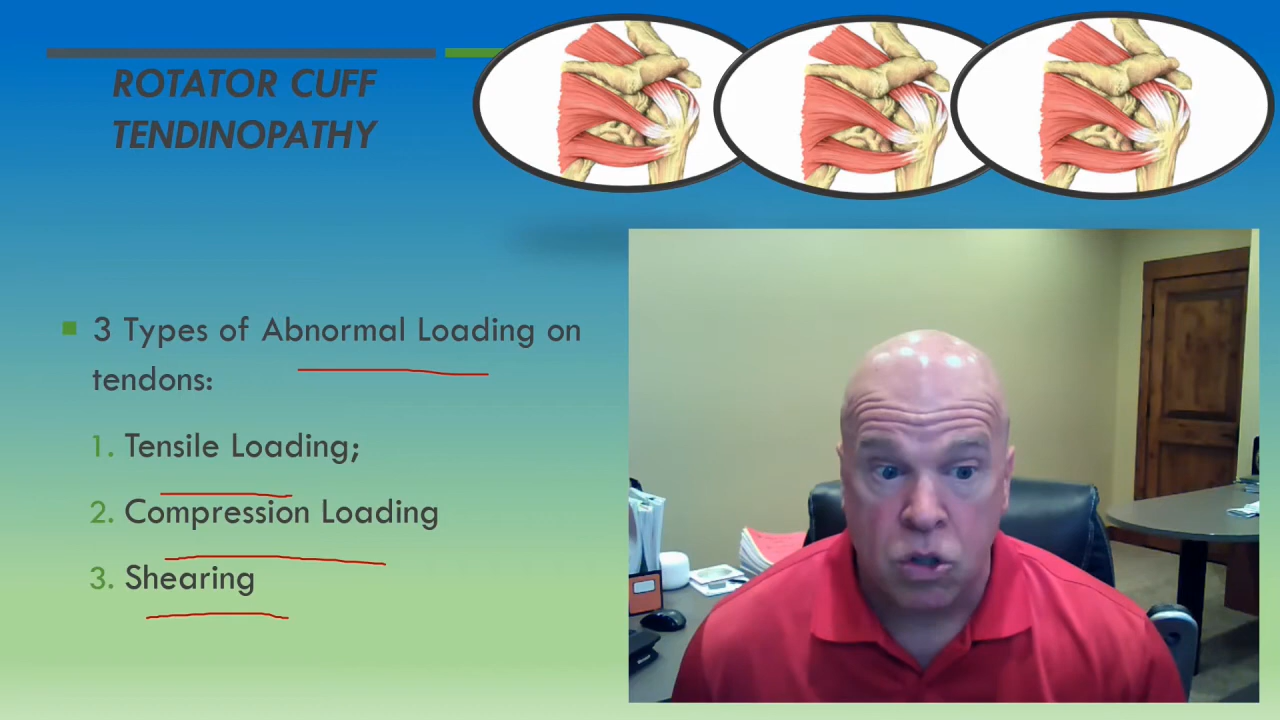 ROTATOR CUFF
TENDINOPATHY
3 Types of Abnormal Loading on
tendons:
1. Tensile Loading;
2. Compression Loading
3. Shearing